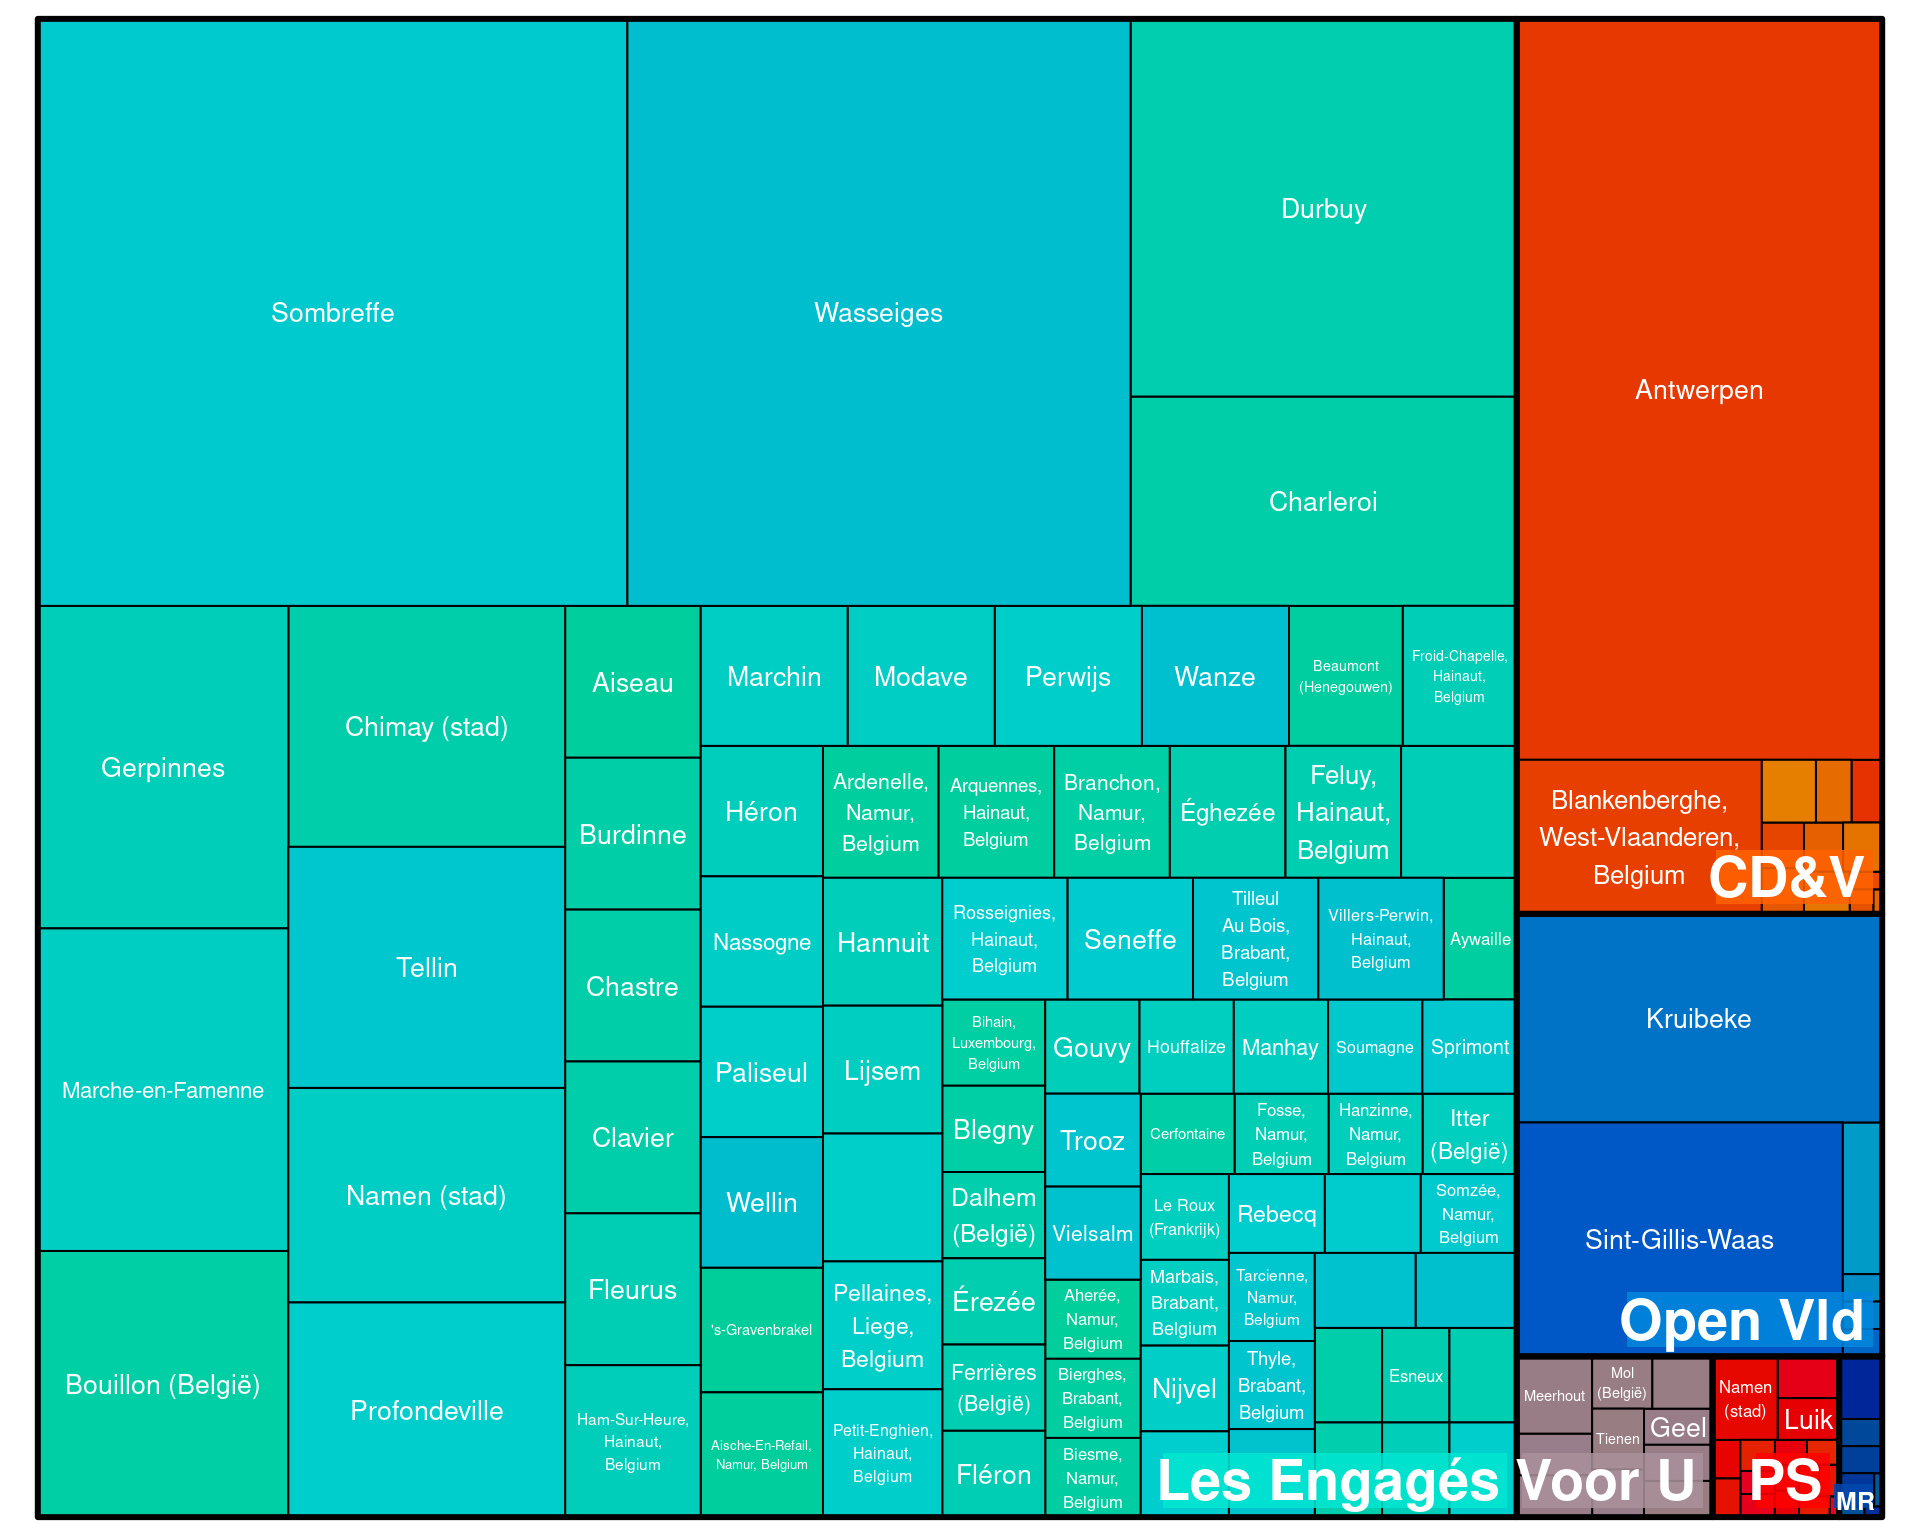 Sombreffe
Wasseiges
Durbuy
Charleroi
Antwerpen
Gerpinnes
Marche-en-Famenne
Bouillon (België)
Chimay (stad)
Tellin
Namen (stad)
Profondeville
Aiseau
Burdinne
Chastre
Clavier
Fleurus
Ham-Sur-Heure,
Hainaut,
Belgium
Marchin
Modave
Perwijs
Wanze
Beaumont
(Henegouwen)
Froid-Chapelle,
Hainaut,
Belgium
Héron
Nassogne
Paliseul
Wellin
's-Gravenbrakel
Aische-En-Refail,
Namur, Belgium
Ardenelle,
Namur,
Belgium
Arquennes,
Hainaut,
Belgium
Branchon,
Namur,
Belgium
Éghezée
Feluy,
Hainaut,
Belgium
Hannuit
Lijsem
Pellaines,
Liege,
Belgium
Petit-Enghien,
Hainaut,
Belgium
Rosseignies,
Hainaut,
Belgium
Seneffe
Tilleul
Au Bois,
Brabant,
Belgium
Villers-Perwin,
Hainaut,
Belgium
Aywaille
Bihain,
Luxembourg,
Belgium
Blegny
Dalhem
(België)
Érezée
Ferrières
(België)
Fléron
Gouvy
Houffalize
Manhay
Soumagne
Sprimont
Trooz
Vielsalm
Aherée,
Namur,
Belgium
Bierghes,
Brabant,
Belgium
Biesme,
Namur,
Belgium
Cerfontaine
Fosse,
Namur,
Belgium
Hanzinne,
Namur,
Belgium
Itter
(België)
Le Roux
(Frankrijk)
Marbais,
Brabant,
Belgium
Nijvel
Rebecq
Somzée,
Namur,
Belgium
Tarcienne,
Namur,
Belgium
Thyle,
Brabant,
Belgium
Esneux
Les Engagés
Blankenberghe,
West-Vlaanderen,
Belgium
CD&V
Kruibeke
Sint-Gillis-Waas
Open Vld
Meerhout
Mol
(België)
Tienen
Geel
Voor U
Namen
(stad)
Luik
PS
MR